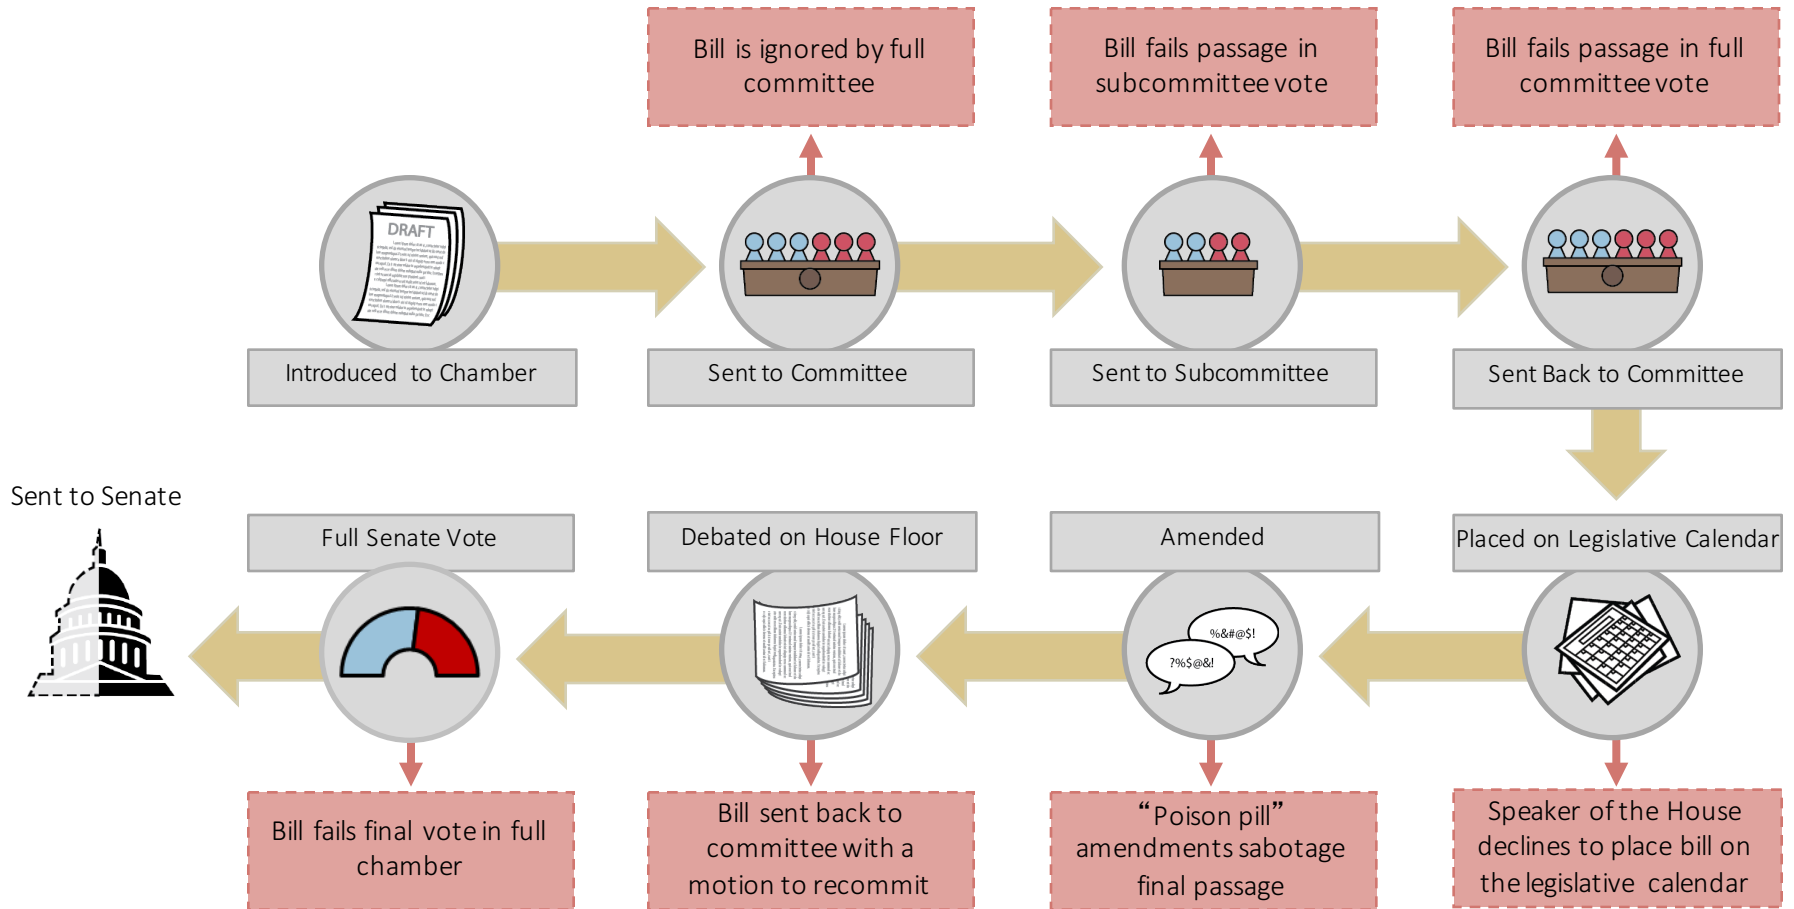 Bill is ignored by full
committee
Bill fails passage in
subcommittee vote
Bill fails passage in full
committee vote
DRAFT
Introduced to Chamber
Sent to Committee
Sent to Subcommittee
Sent Back to Committee
Sent to Senate
Full Senate Vote
Debated on House Floor
Amended
Placed on Legislative Calendar
%&#@$!
?%$@&!
Bill fails final vote in full
chamber
Bill sent back to
committee with a
motion to recommit
“Poison pill”
amendments sabotage
final passage
Speaker of the House
declines to place bill on
the legislative calendar